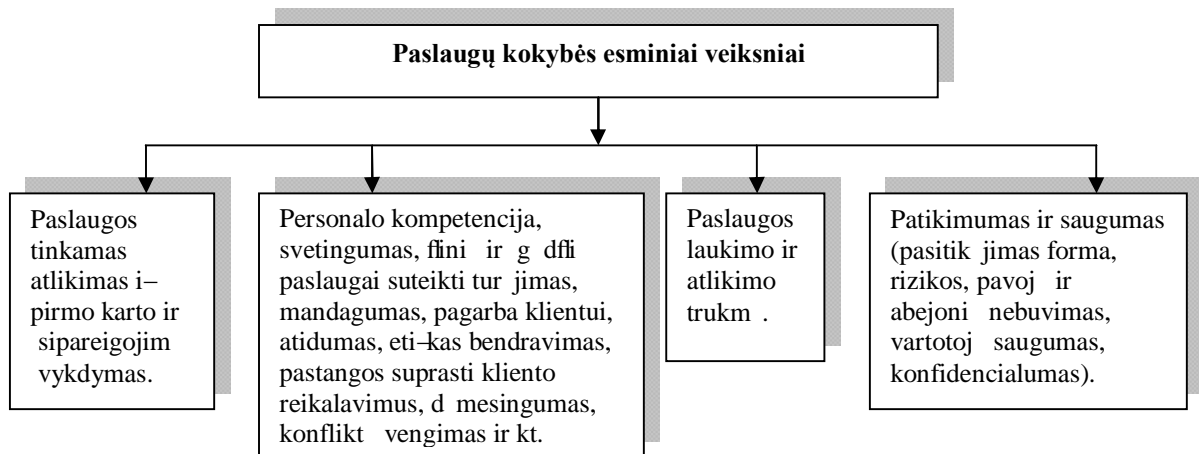 Paslaugų kokybės esminiai veiksniai
Paslaugos
tinkamas
atlikimas i–
pirmo karto ir
sipareigojim
vykdymas.
Personalo kompetencija,
svetingumas, flini ir g dfli
paslaugai suteikti tur jimas,
mandagumas, pagarba klientui,
atidumas, eti–kas bendravimas,
pastangos suprasti kliento
reikalavimus, d mesingumas,
konflikt vengimas ir kt.
Paslaugos
laukimo ir
atlikimo
trukm .
Patikimumas ir saugumas
(pasitik jimas forma,
rizikos, pavoj ir
abejoni nebuvimas,
vartotoj saugumas,
konfidencialumas).